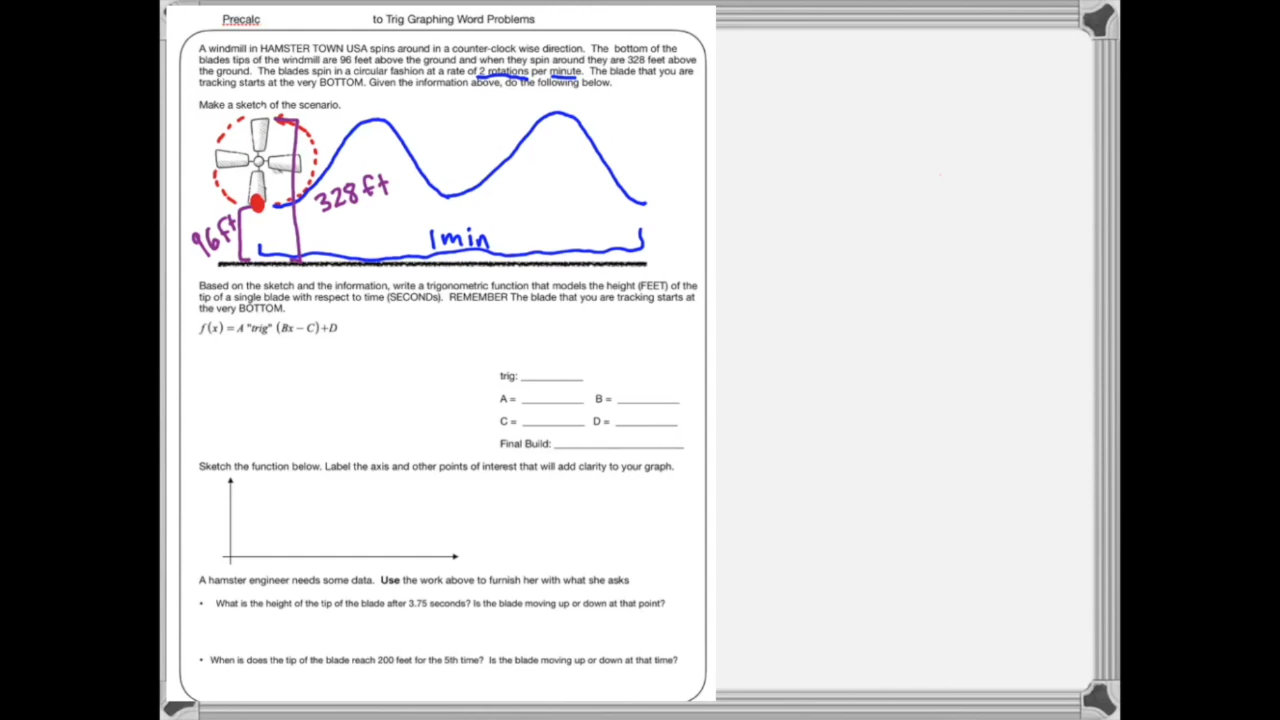 Precalc to Trig Graphing Word Problems
A windmill in HAMSTER TOWN USA spins around in a counter-clock wise direction. The bottom of the
blades tips of the windmill are 96 feet above the ground and when they spin around they are 328 feet above
the ground. The blades spin in a circular fashion at a rate of 2 rotations per minute. The blade that you are
tracking starts at the very BOTTOM. Given the information above, do the following below.
Make a sketch of the scenario.
328 ft
96 ft
1 min
Based on the sketch and the information, write a trigonometric function that models the height (FEET) of the
tip of a single blade with respect to time (SECONDs). REMEMBER The blade that you are tracking starts at
the very BOTTOM.
f(x) = A "trig" (Bx – C)+D
trig: ___________
A = ___________ B = ___________
C = ___________ D = ___________
Final Build: _______________________
Sketch the function below. Label the axis and other points of interest that will add clarity to your graph.
A hamster engineer needs some data. Use the work above to furnish her with what she asks
• What is the height of the tip of the blade after 3.75 seconds? Is the blade moving up or down at that point?
• When is does the tip of the blade reach 200 feet for the 5th time? Is the blade moving up or down at that time?